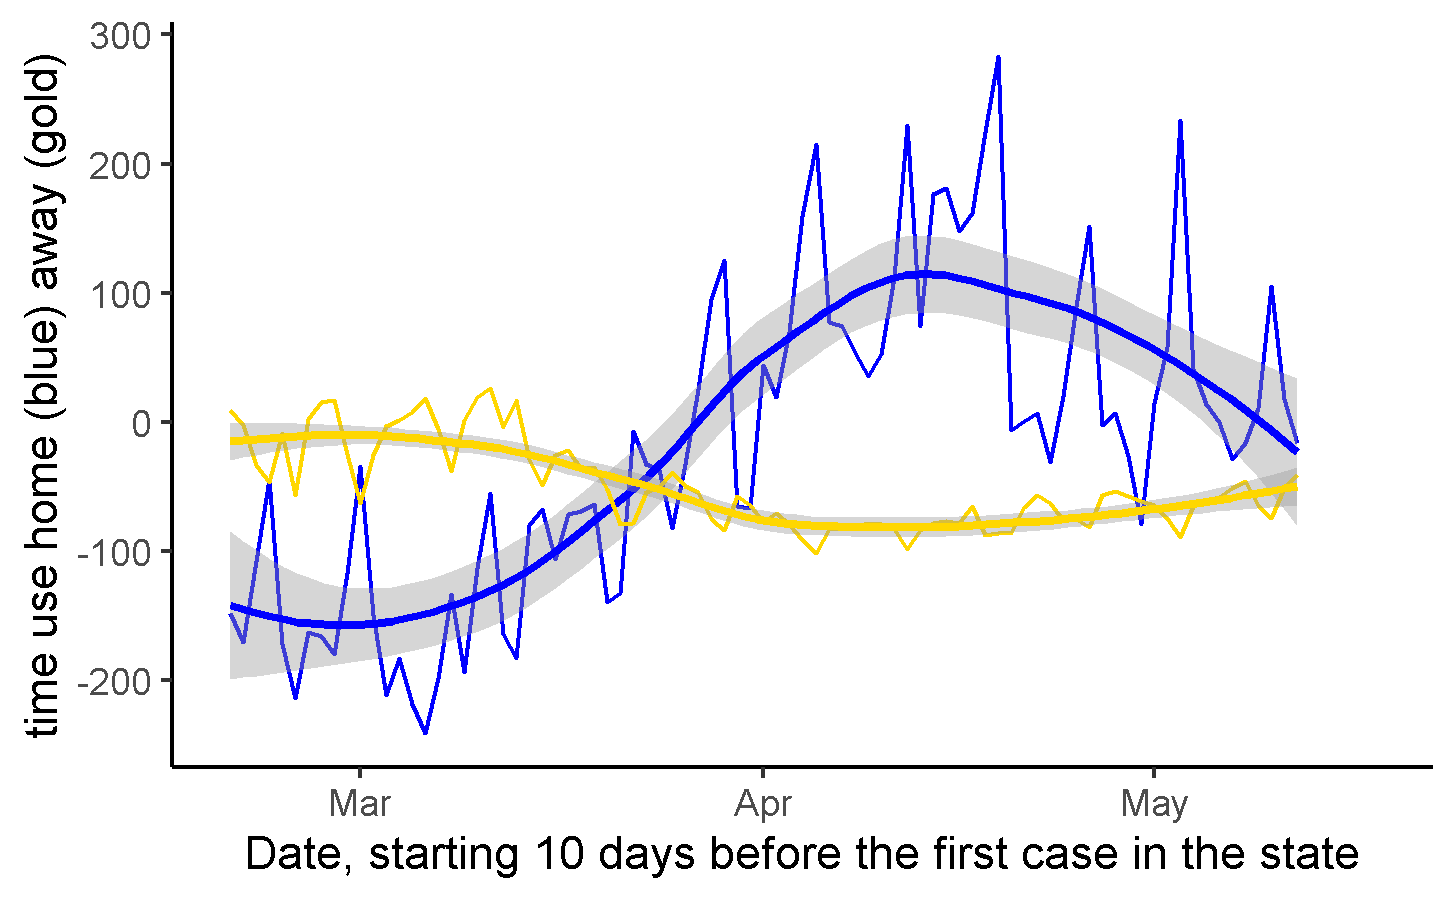 time use home (blue) away (gold)
300
200
100
0
-100
-200
Mar
Apr
May
Date, starting 10 days before the first case in the state